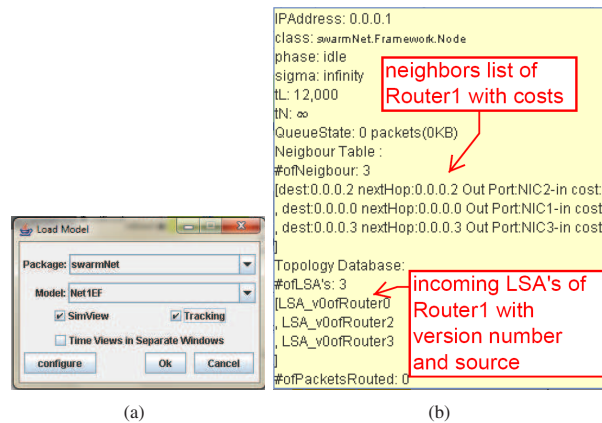 Load Model
Package: swarmNet
Model: Net1EF
SimView Tracking
Time Views in Separate Windows
configure Ok Cancel
(a)
IPAddress: 0.0.0.1
class: swarmNet.Framework.Node
phase: idle
sigma: infinity
tL: 12,000
tN: ∞
QueueState: 0 packets(0KB)
Neigbour Table :
#ofNeigbour: 3
[dest:0.0.0.2 nextHop:0.0.0.2 Out Port:NIC2-in cost:
, dest:0.0.0.0 nextHop:0.0.0.0 Out Port:NIC1-in cost
, dest:0.0.0.3 nextHop:0.0.0.3 Out Port:NIC3-in cost
]
Topology Database:
#ofLSA's: 3
[LSA_v0ofRouter0
, LSA_v0ofRouter2
, LSA_v0ofRouter3
]
#ofPacketsRouted: 0
neighbors list of
Router1 with costs
incoming LSA's of
Router1 with
version number
and source
(b)